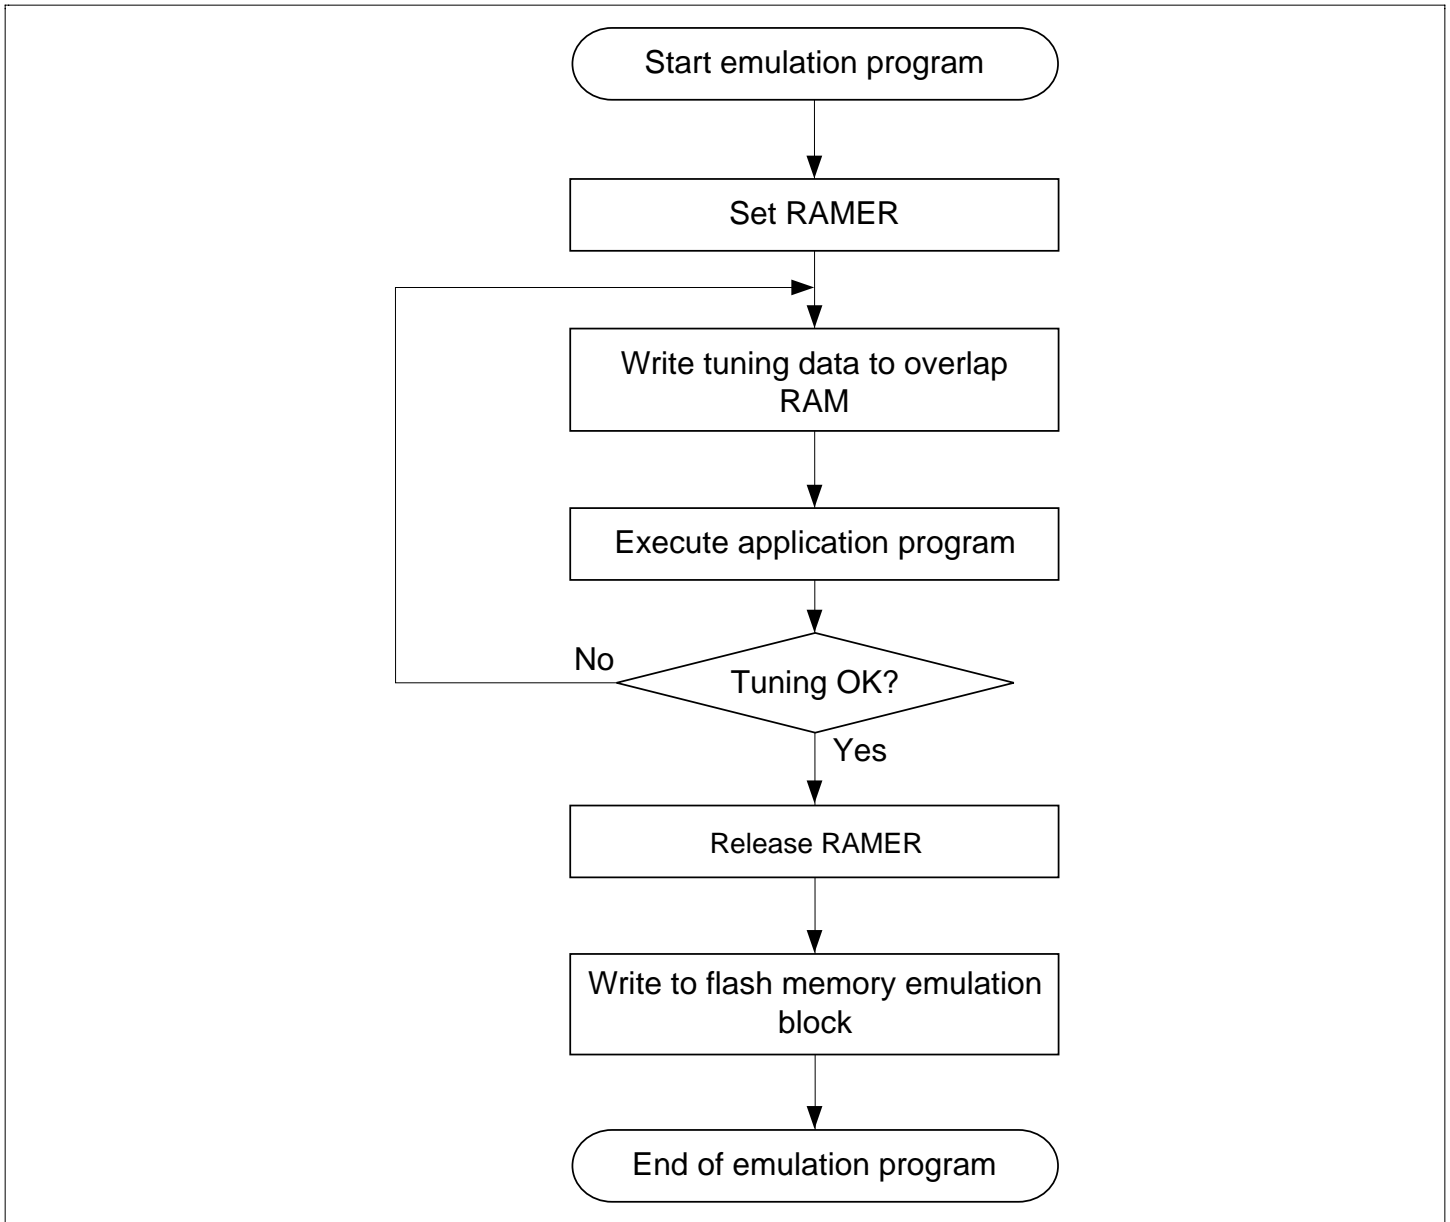 Start emulation program
Set RAMER
Write tuning data to overlap
RAM
Execute application program
No
Tuning OK?
Yes
Release RAMER
Write to flash memory emulation
block
End of emulation program